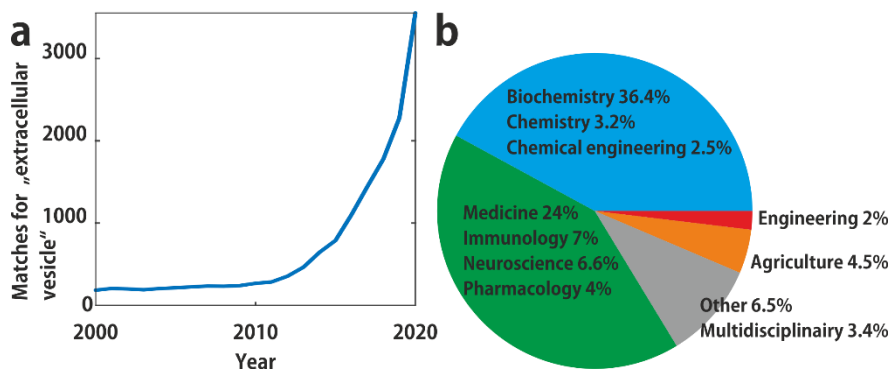 a
Matches for „extracellular
vesicle“
3000
2000
1000
0
2000
2010
2020
Year
b
Biochemistry 36.4%
Chemistry 3.2%
Chemical engineering 2.5%
Medicine 24%
Immunology 7%
Neuroscience 6.6%
Pharmacology 4%
Engineering 2%
Agriculture 4.5%
Other 6.5%
Multidisciplinairy 3.4%